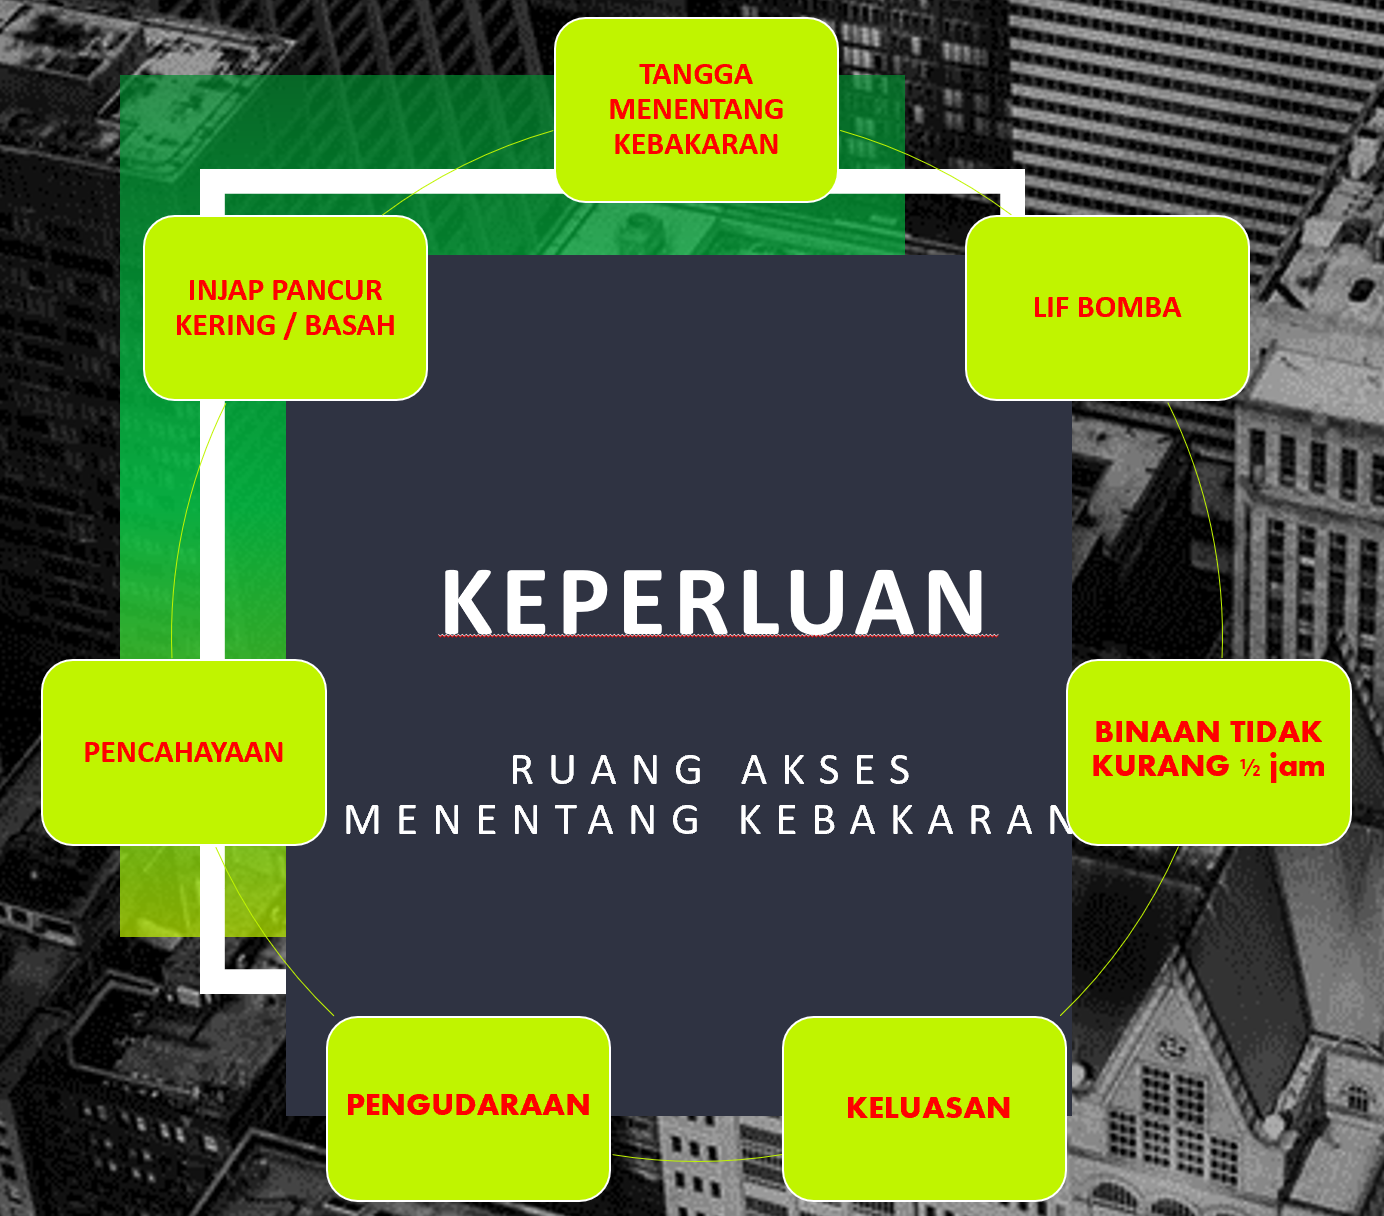 TANGGA
MENENTANG
KEBAKARAN
INJAP PANCUR
KERING / BASAH
LIF BOMBA
KEPERLUAN
RUANG AKSES
MENENTANG KEBAKARAN
PENCAHAYAAN
BINAAN TIDAK
KURANG ½ jam
PENGUDARAAN
KELUASAN